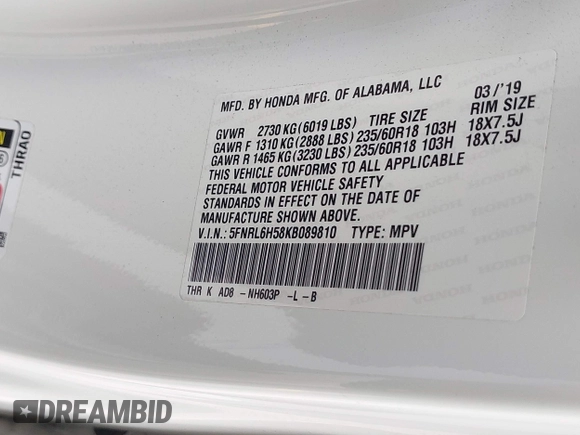 MFD. BY HONDA MFG. OF ALABAMA, LLC 03/'19
GVWR 2730 KG (6019 LBS) TIRE SIZE RIM SIZE
GAWR F 1310 KG (2888 LBS) 235/60R18 103H 18X7.5J
GAWR R 1465 KG (3230 LBS) 235/60R18 103H 18X7.5J
THIS VEHICLE CONFORMS TO ALL APPLICABLE
FEDERAL MOTOR VEHICLE SAFETY
STANDARDS IN EFFECT ON THE DATE OF
MANUFACTURE SHOWN ABOVE.
V.I.N.: 5FNRL6H58KB089810 TYPE: MPV
THR K AD8 -NH603P -L -B
THRA0
DREAMBID